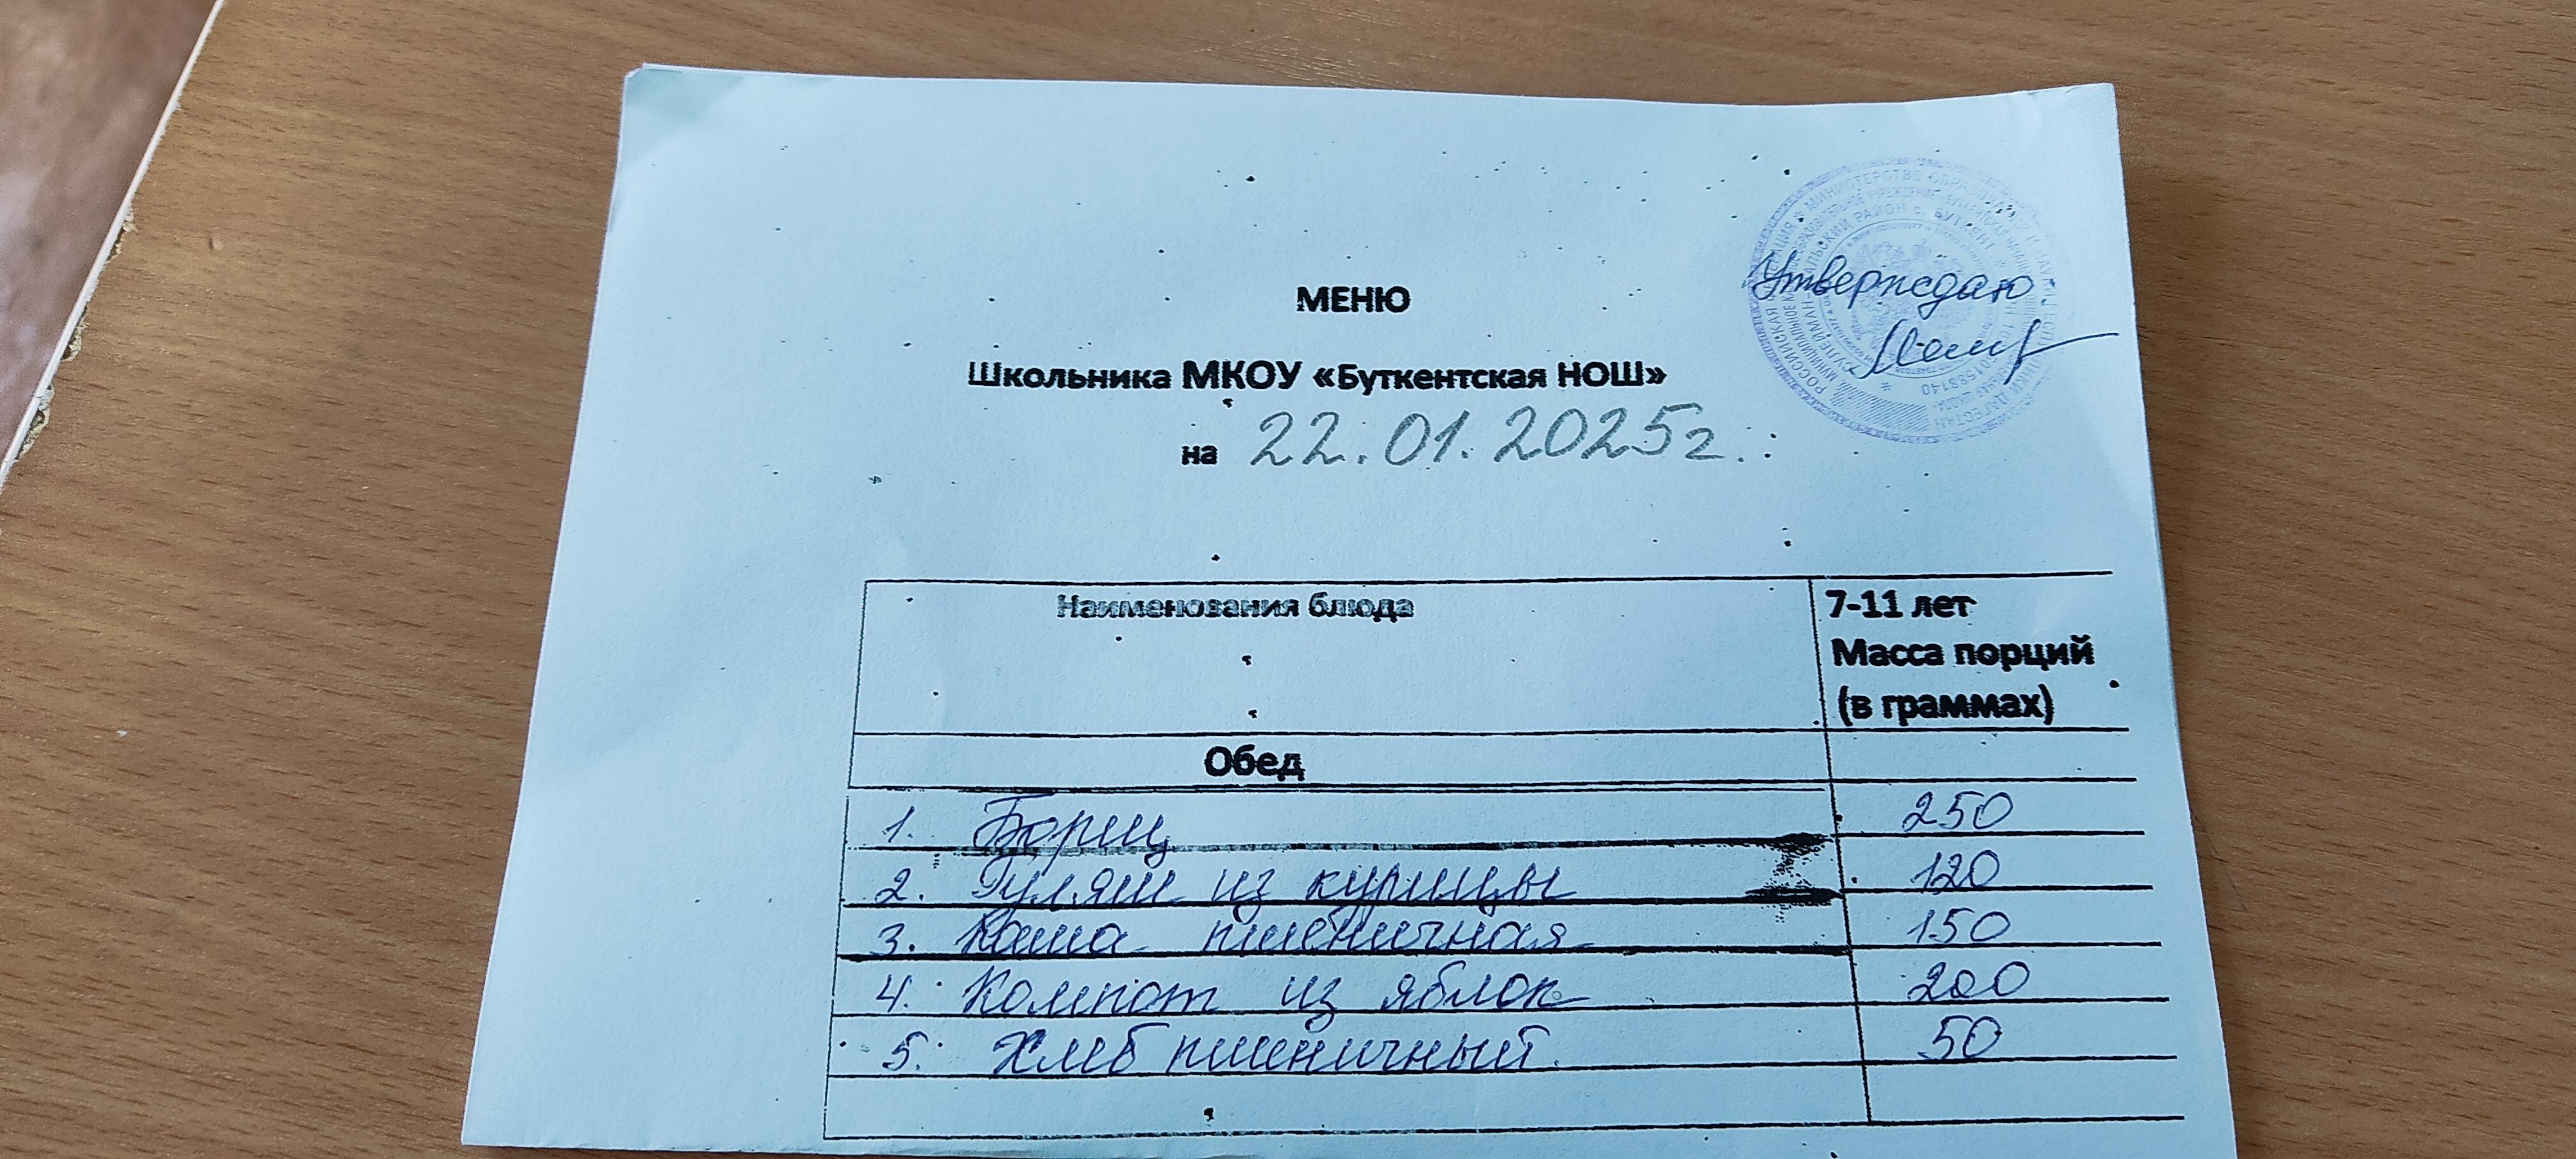 МЕНЮ
Утверждаю
Школьника МКОУ «Буткентская НОШ»
на 22.01.2025г.
Наименования блюда
7-11 лет
Масса порций
(в граммах)
Обед
1. Борщ 250
2. Гуляш из курицы 120
3. Каша пшеничная 150
4. Компот из яблок 200
5. Хлеб пшеничный 50